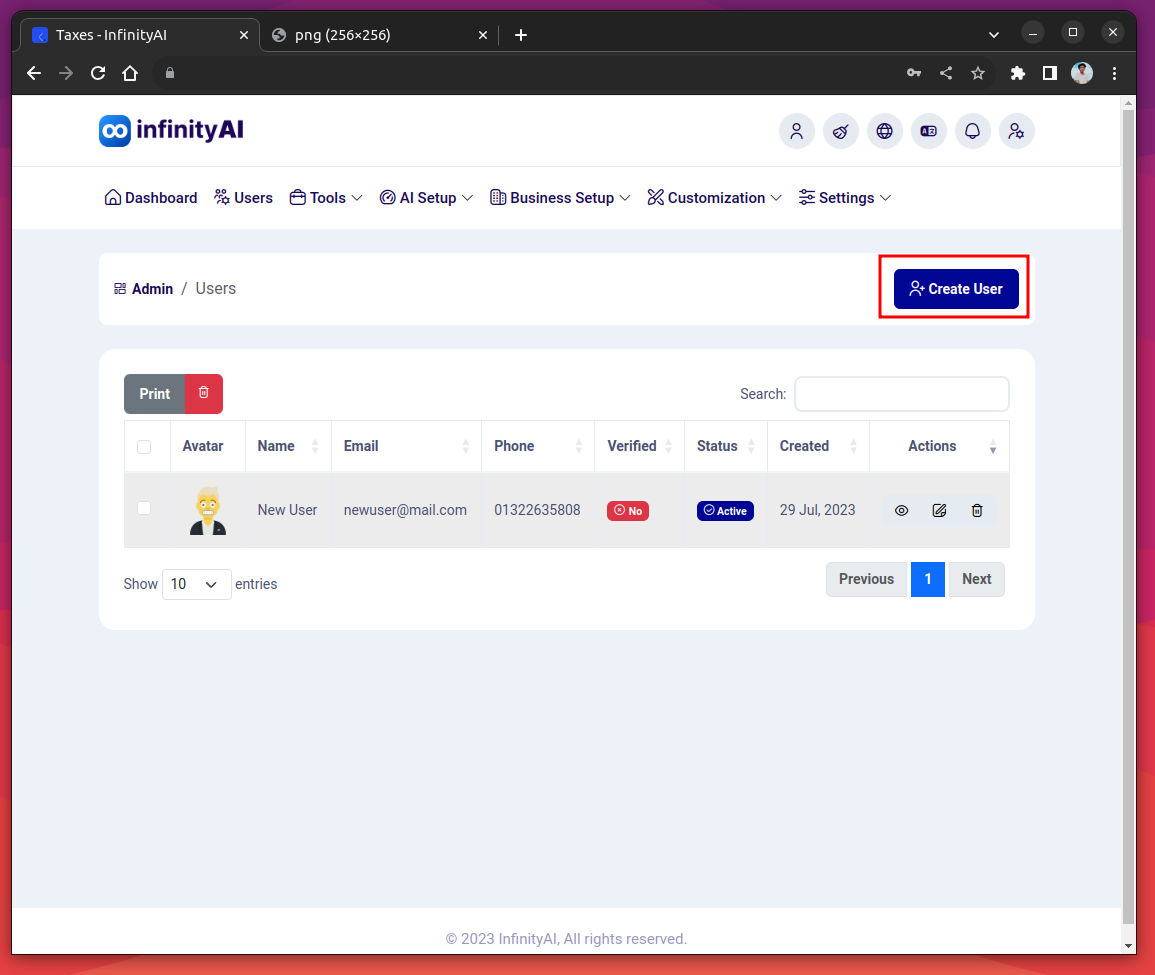 Taxes - InfinityAI
png (256×256)
infinityAI
Dashboard Users Tools AI Setup Business Setup Customization Settings
Admin / Users
Create User
Print
Search:
Avatar Name Email Phone Verified Status Created Actions
New User newuser@mail.com 01322635808 No Active 29 Jul, 2023
Show 10 entries
Previous 1 Next
© 2023 InfinityAI, All rights reserved.